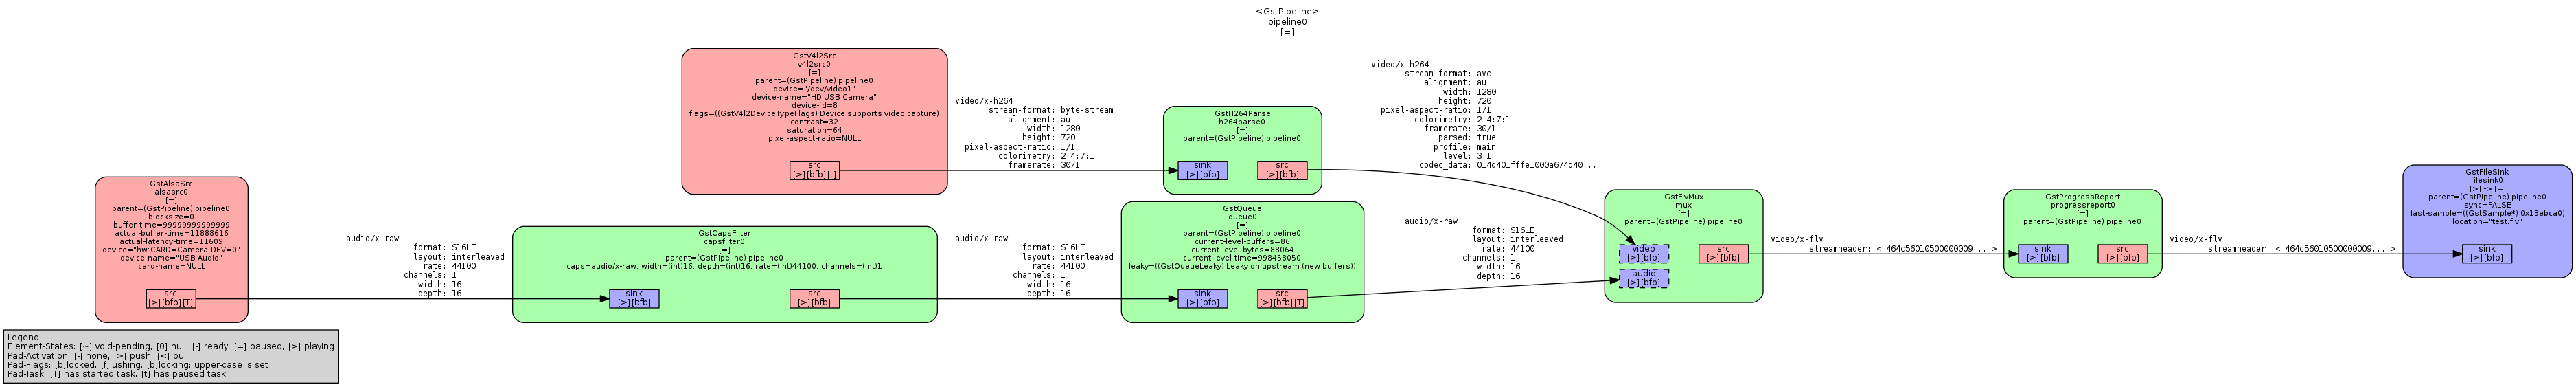 <GstPipeline>
pipeline0
[=]
GstV4l2Src
v4l2src0
[=]
parent=(GstPipeline) pipeline0
device="/dev/video1"
device-name="HD USB Camera"
device-fd=8
flags=((GstV4l2DeviceTypeFlags) Device supports video capture)
contrast=32
saturation=64
pixel-aspect-ratio=NULL
src
[>][bfb][t]
video/x-h264
stream-format: byte-stream
alignment: au
width: 1280
height: 720
pixel-aspect-ratio: 1/1
colorimetry: 2:4:7:1
framerate: 30/1
GstH264Parse
h264parse0
[=]
parent=(GstPipeline) pipeline0
sink
[>][bfb]
src
[>][bfb]
video/x-h264
stream-format: avc
alignment: au
width: 1280
height: 720
pixel-aspect-ratio: 1/1
colorimetry: 2:4:7:1
framerate: 30/1
parsed: true
profile: main
level: 3.1
codec_data: 014d401fffe1000a674d40...
GstAlsaSrc
alsasrc0
[=]
parent=(GstPipeline) pipeline0
blocksize=0
buffer-time=99999999999999
actual-buffer-time=11888616
actual-latency-time=11609
device="hw:CARD=Camera,DEV=0"
device-name="USB Audio"
card-name=NULL
src
[>][bfb][T]
audio/x-raw
format: S16LE
layout: interleaved
rate: 44100
channels: 1
width: 16
depth: 16
GstCapsFilter
capsfilter0
[=]
parent=(GstPipeline) pipeline0
caps=audio/x-raw, width=(int)16, depth=(int)16, rate=(int)44100, channels=(int)1
sink
[>][bfb]
src
[>][bfb]
audio/x-raw
format: S16LE
layout: interleaved
rate: 44100
channels: 1
width: 16
depth: 16
GstQueue
queue0
[=]
parent=(GstPipeline) pipeline0
current-level-buffers=86
current-level-bytes=88064
current-level-time=998458050
leaky=((GstQueueLeaky) Leaky on upstream (new buffers))
sink
[>][bfb]
src
[>][bfb][T]
audio/x-raw
format: S16LE
layout: interleaved
rate: 44100
channels: 1
width: 16
depth: 16
GstFlvMux
mux
[=]
parent=(GstPipeline) pipeline0
video
[>][bfb]
audio
[>][bfb]
src
[>][bfb]
video/x-flv
streamheader: < 464c56010500000009... >
GstProgressReport
progressreport0
[=]
parent=(GstPipeline) pipeline0
sink
[>][bfb]
src
[>][bfb]
video/x-flv
streamheader: < 464c56010500000009... >
GstFileSink
filesink0
[>] -> [=]
parent=(GstPipeline) pipeline0
sync=FALSE
last-sample=((GstSample*) 0x13ebca0)
location="test.flv"
sink
[>][bfb]
Legend
Element-States: [~] void-pending, [0] null, [-] ready, [=] paused, [>] playing
Pad-Activation: [-] none, [>] push, [<] pull
Pad-Flags: [b]locked, [f]lushing, [b]locking; upper-case is set
Pad-Task: [T] has started task, [t] has paused task